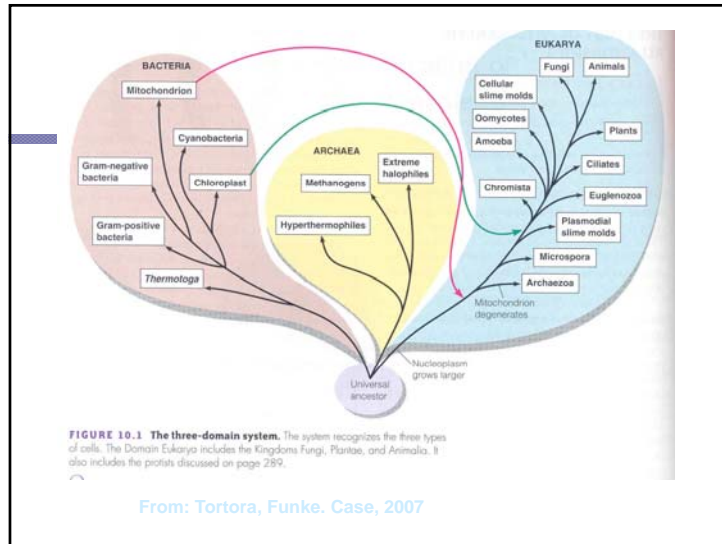 EUKARYA
BACTERIA
Fungi
Animals
Mitochondrion
Cellular
slime molds
Cyanobacteria
Oomycotes
Plants
ARCHAEA
Amoeba
Gram-negative
bacteria
Extreme
halophiles
Ciliates
Chloroplast
Methanogens
Chromista
Euglenozoa
Gram-positive
bacteria
Hyperthermophiles
Plasmodial
slime molds
Microspora
Thermotoga
Archaezoa
Mitochondrion
degenerates
Nucleoplasm
grows larger
Universal
ancestor
FIGURE 10.1 The three-domain system. The system recognizes the three types
of cells. The Domain Eukarya includes the Kingdoms Fungi, Plantae, and Animalia. It
also includes the protists discussed on page 289.
From: Tortora, Funke. Case, 2007